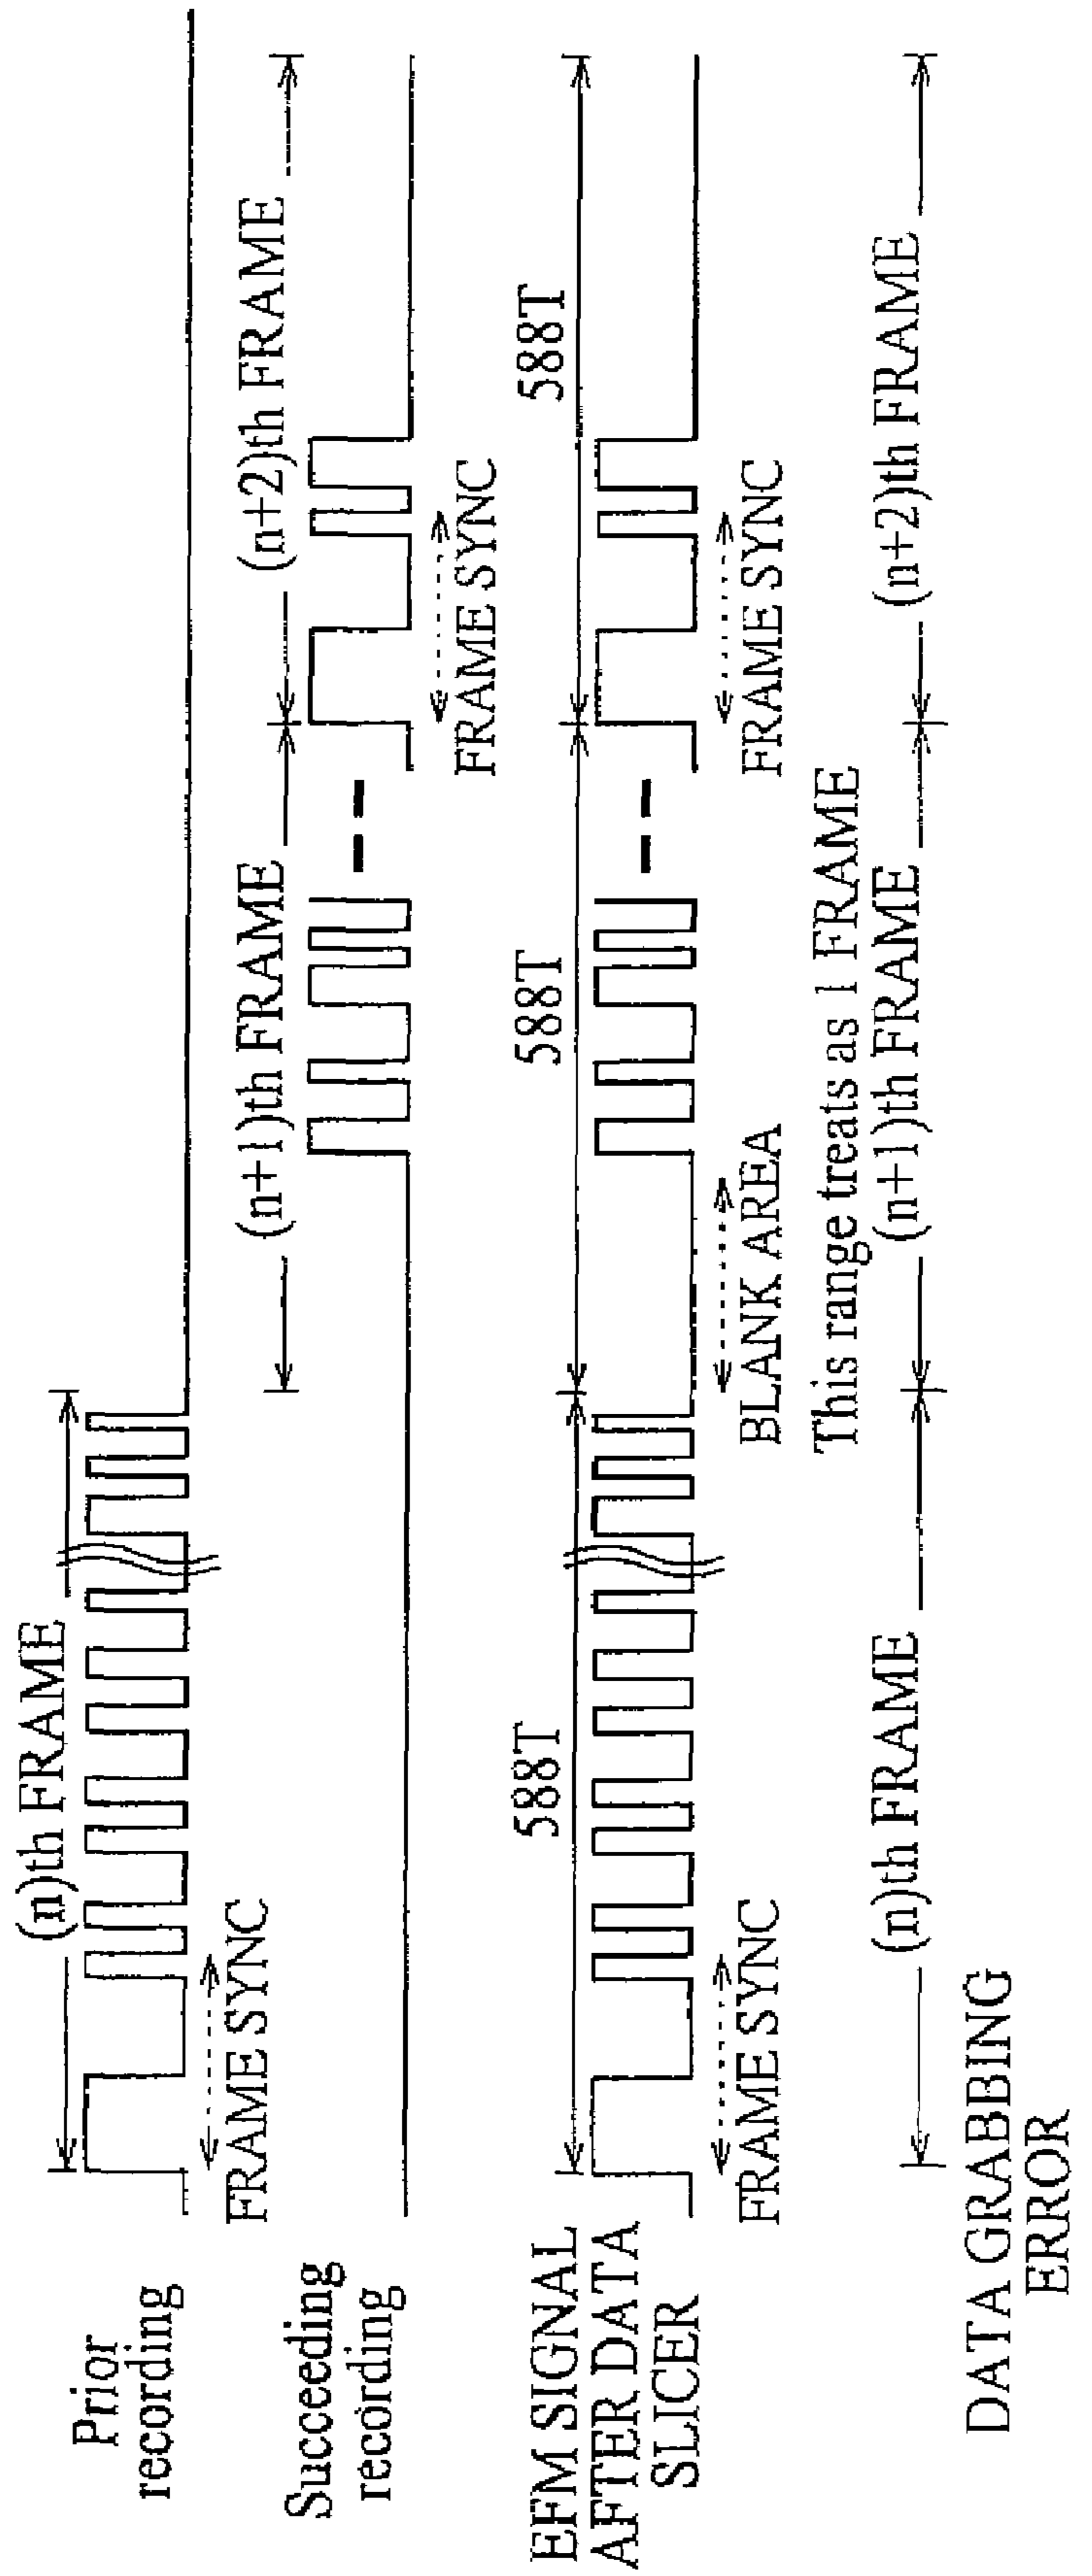 Prior
recording
(n)th FRAME
FRAME SYNC
Succeeding
recording
(n+1)th FRAME
(n+2)th FRAME
FRAME SYNC
EFM SIGNAL
AFTER DATA
SLICER
588T
588T
588T
FRAME SYNC
BLANK AREA
FRAME SYNC
This range treats as 1 FRAME
(n)th FRAME
(n+1)th FRAME
(n+2)th FRAME
DATA GRABBING
ERROR